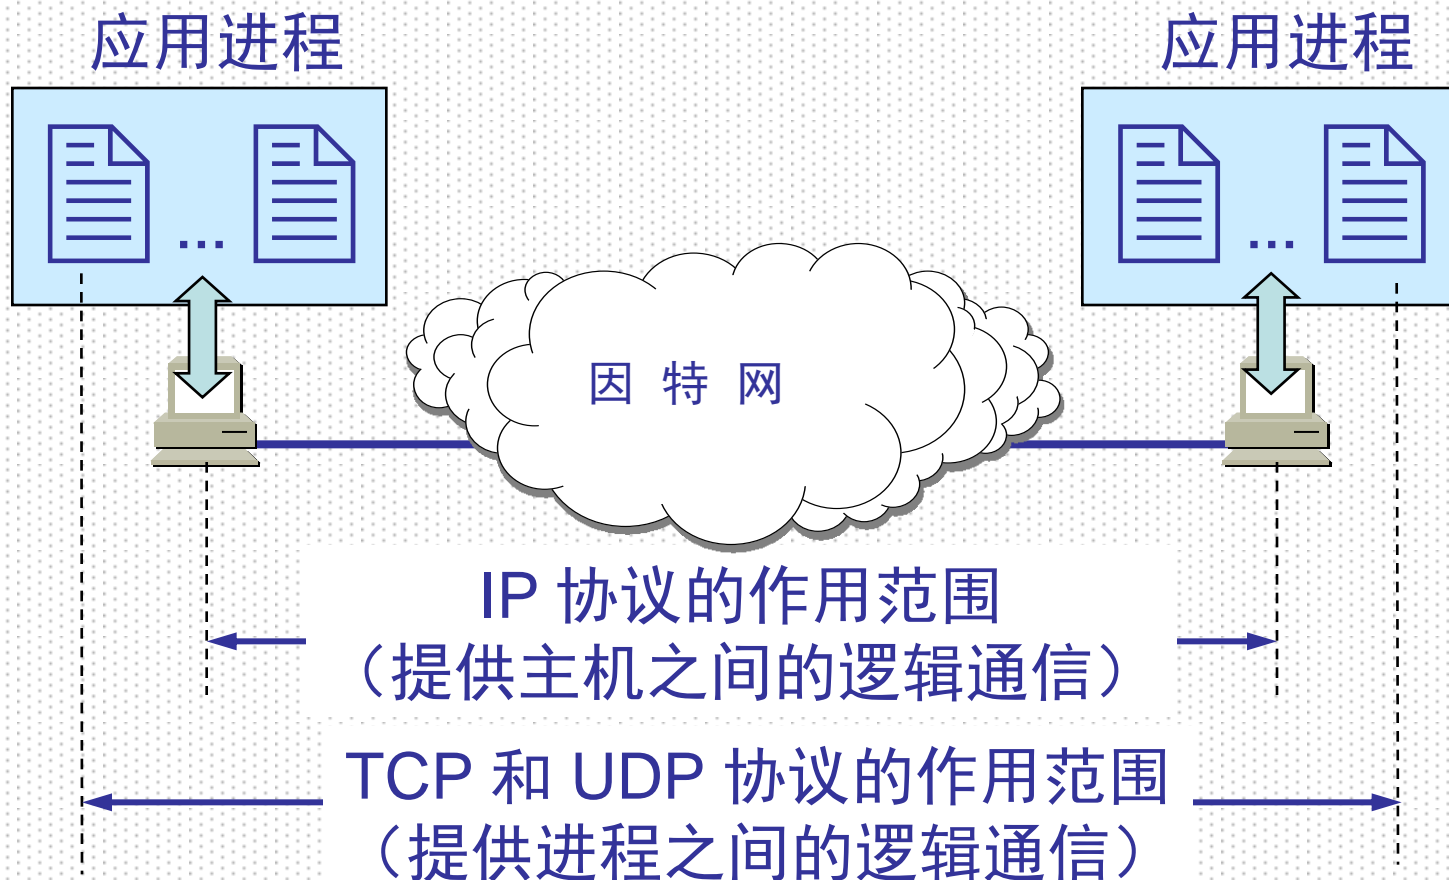 应用进程
应用进程
...
...
因 特 网
IP 协议的作用范围
（提供主机之间的逻辑通信）
TCP 和 UDP 协议的作用范围
（提供进程之间的逻辑通信）